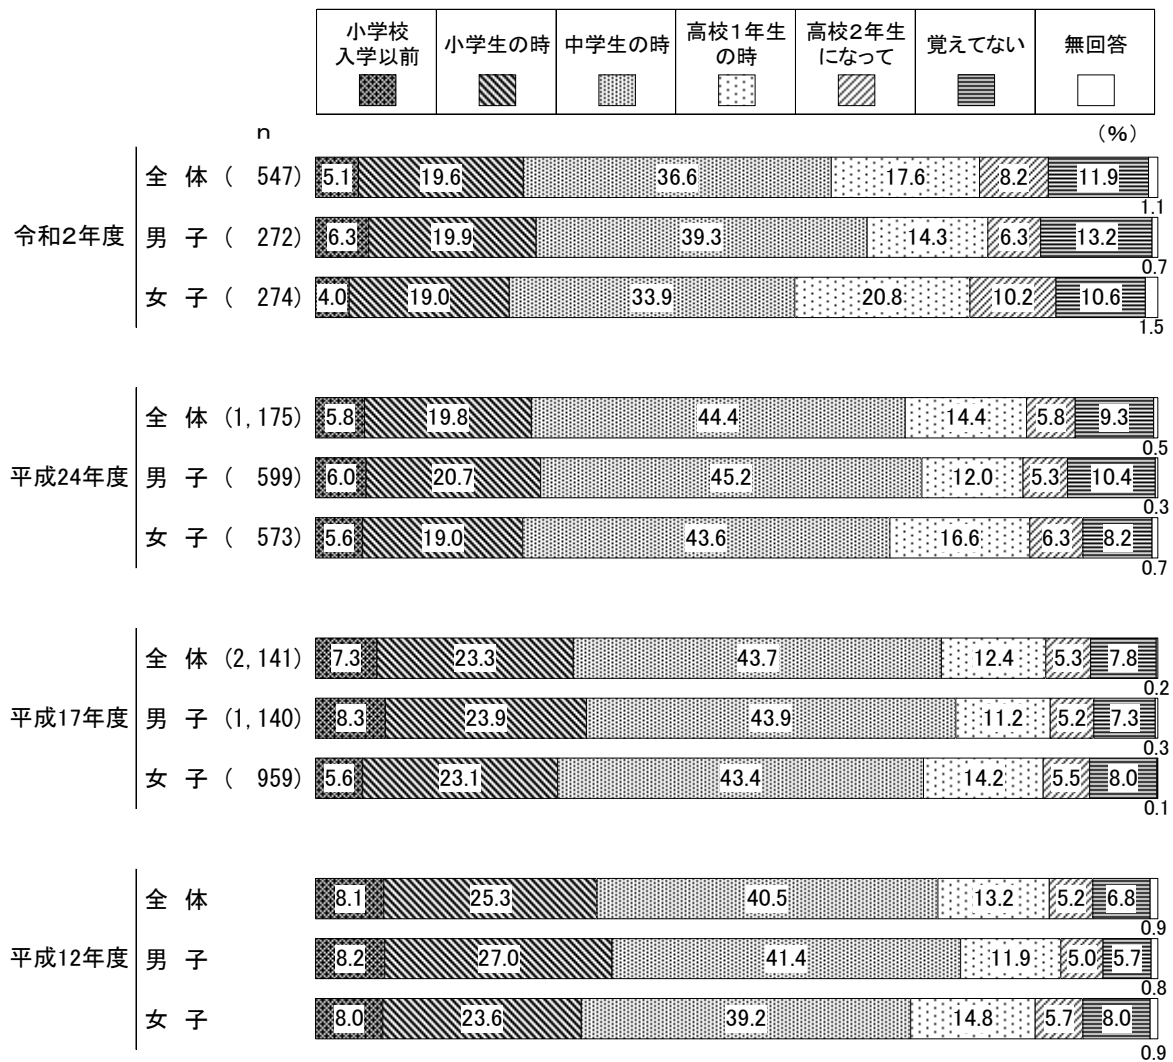 小学校 小学生の時 中学生の時 高校1年生 高校2年生 覚えてない 無回答
入学以前 の時 になって
n (%)
全 体 ( 547) 5.1 19.6 36.6 17.6 8.2 11.9 1.1
令和2年度 男 子 ( 272) 6.3 19.9 39.3 14.3 6.3 13.2 0.7
女 子 ( 274) 4.0 19.0 33.9 20.8 10.2 10.6 1.5
全 体 (1,175) 5.8 19.8 44.4 14.4 5.8 9.3 0.5
平成24年度 男 子 ( 599) 6.0 20.7 45.2 12.0 5.3 10.4 0.3
女 子 ( 573) 5.6 19.0 43.6 16.6 6.3 8.2 0.7
全 体 (2,141) 7.3 23.3 43.7 12.4 5.3 7.8 0.2
平成17年度 男 子 (1,140) 8.3 23.9 43.9 11.2 5.2 7.3 0.3
女 子 ( 959) 5.6 23.1 43.4 14.2 5.5 8.0 0.1
全 体 8.1 25.3 40.5 13.2 5.2 6.8 0.9
平成12年度 男 子 8.2 27.0 41.4 11.9 5.0 5.7 0.8
女 子 8.0 23.6 39.2 14.8 5.7 8.0 0.9